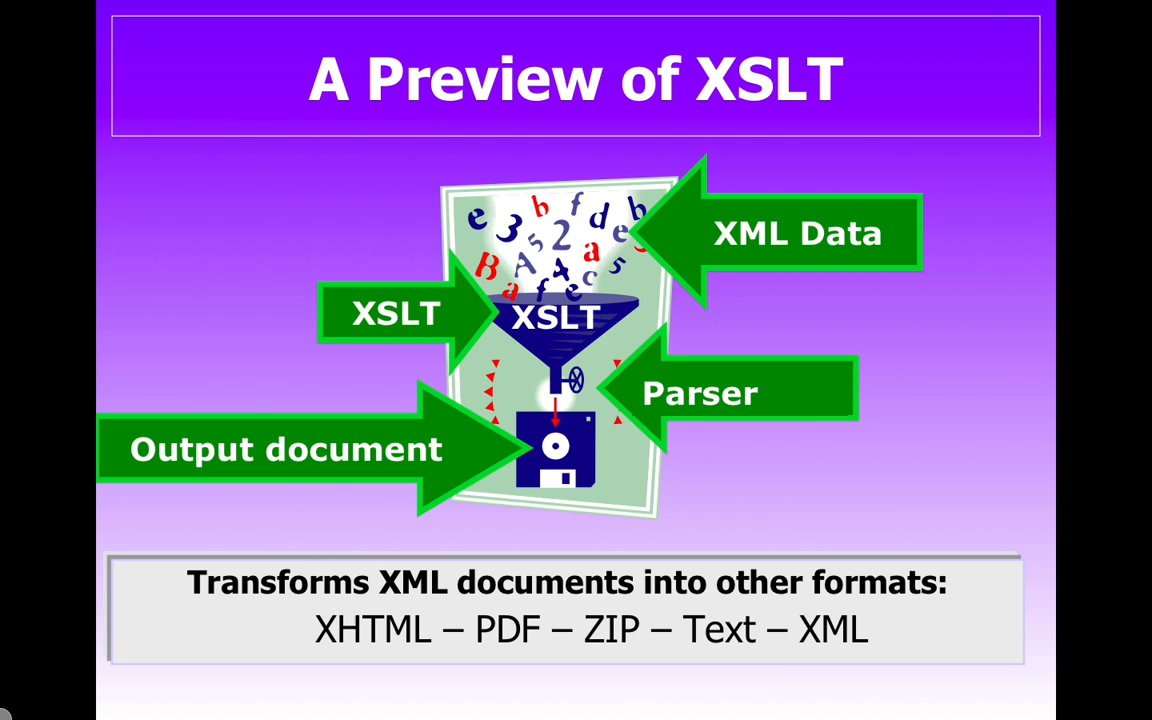 A Preview of XSLT
XML Data
XSLT
XSLT
Parser
Output document
Transforms XML documents into other formats:
XHTML – PDF – ZIP – Text – XML